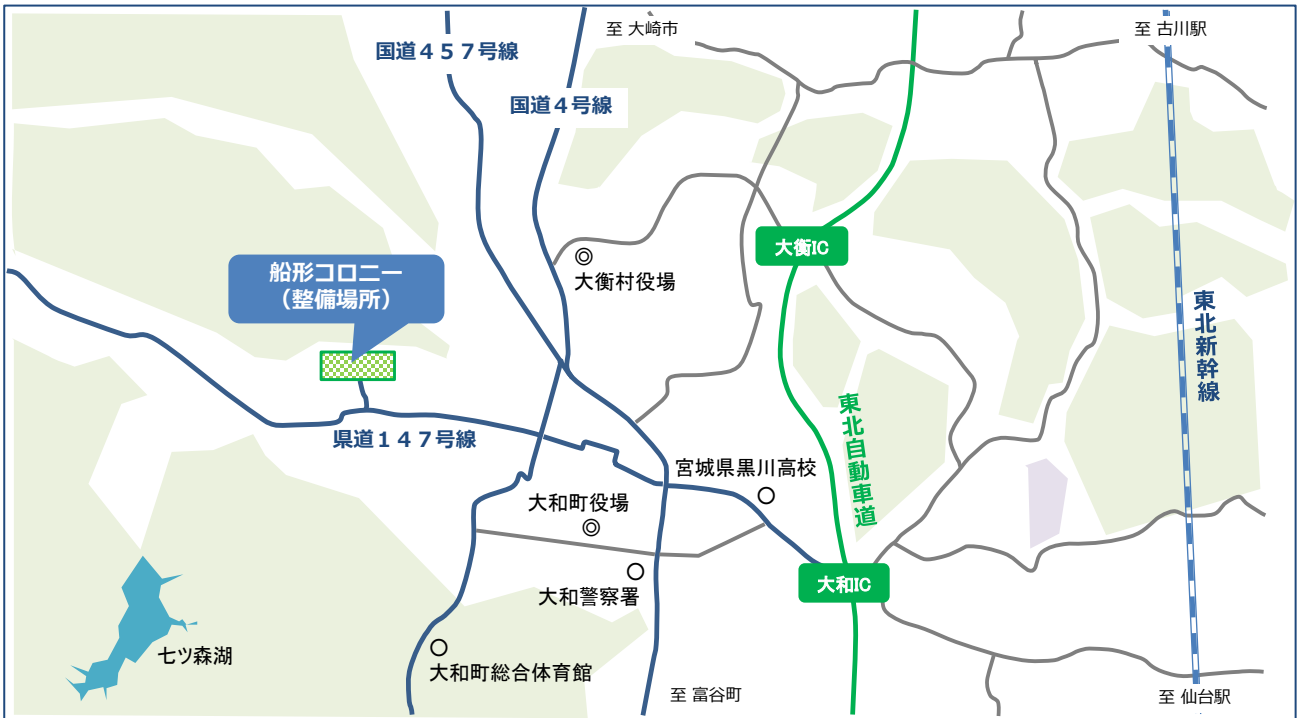 至 大崎市
至 古川駅
国道４５７号線
国道４号線
大衡IC
船形コロニー
（整備場所）
大衡村役場
東北新幹線
県道１４７号線
東北自動車道
宮城県黒川高校
大和町役場
大和IC
大和警察署
七ツ森湖
大和町総合体育館
至 富谷町
至 仙台駅